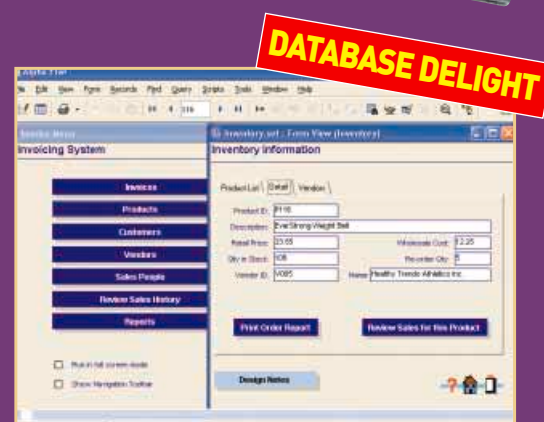 DATABASE DELIGHT
File Edit View Form Records Find Query Scripts Tools Window Help
Inventory.set : Form View (Inventory)
Invoicing System
Inventory Information
Invoices
Products
Customers
Vendors
Sales People
Review Sales History
Reports
Run in full screen mode
Show Navigation Toolbar
Product List Detail Vendors
Product ID:
Description: EverStrong Weight Belt
Retail Price: 23.55 Wholesale Cost: 12.25
Qty in Stock: 108 Re-order Qty: 5
Vendor ID: V005 Name: Healthy Trends Athletics Inc.
Print Order Report
Review Sales for this Product
Design Notes